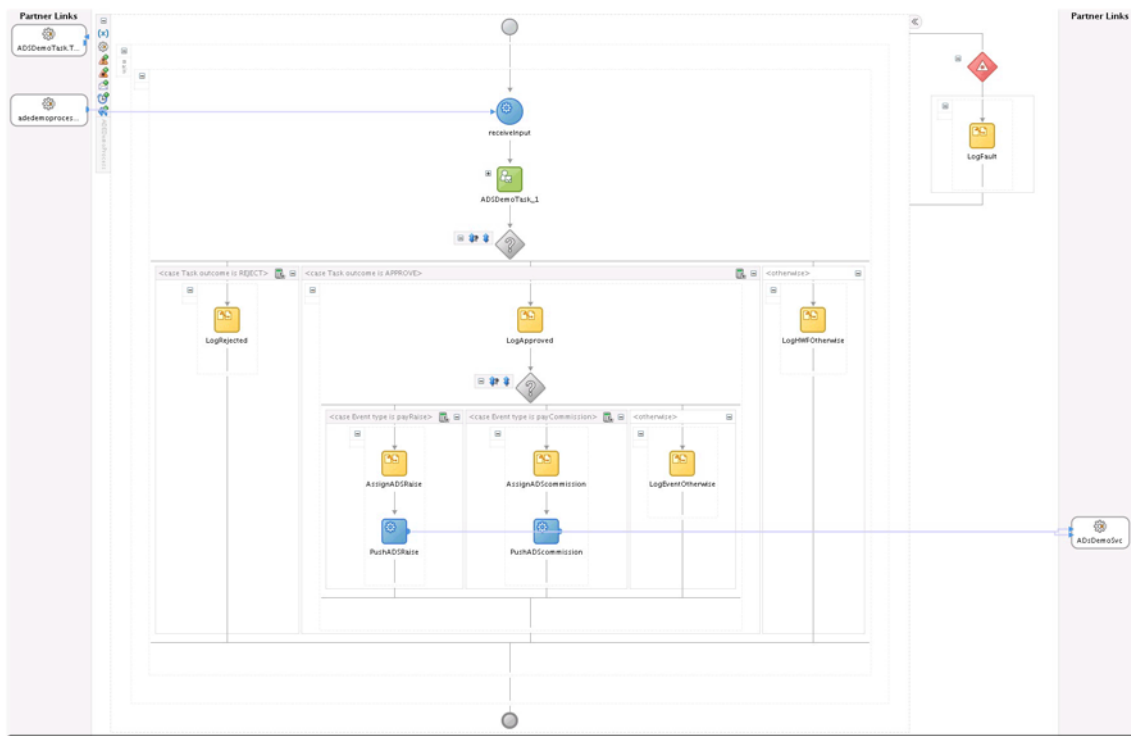 Partner Links
Partner Links
ADSDemoTask.T...
(x)
adedemoproces...
receiveInput
LogFault
ADSDemoTask_1
<case Task outcome is REJECT>
<case Task outcome is APPROVE>
<otherwise>
LogRejected
LogApproved
LogHWFOtherwise
<case Event type is payRaise>
<case Event type is payCommission>
<otherwise>
AssignADSRaise
AssignADScommission
LogEventOtherwise
PushADSRaise
PushADScommission
ADsDemoSvc